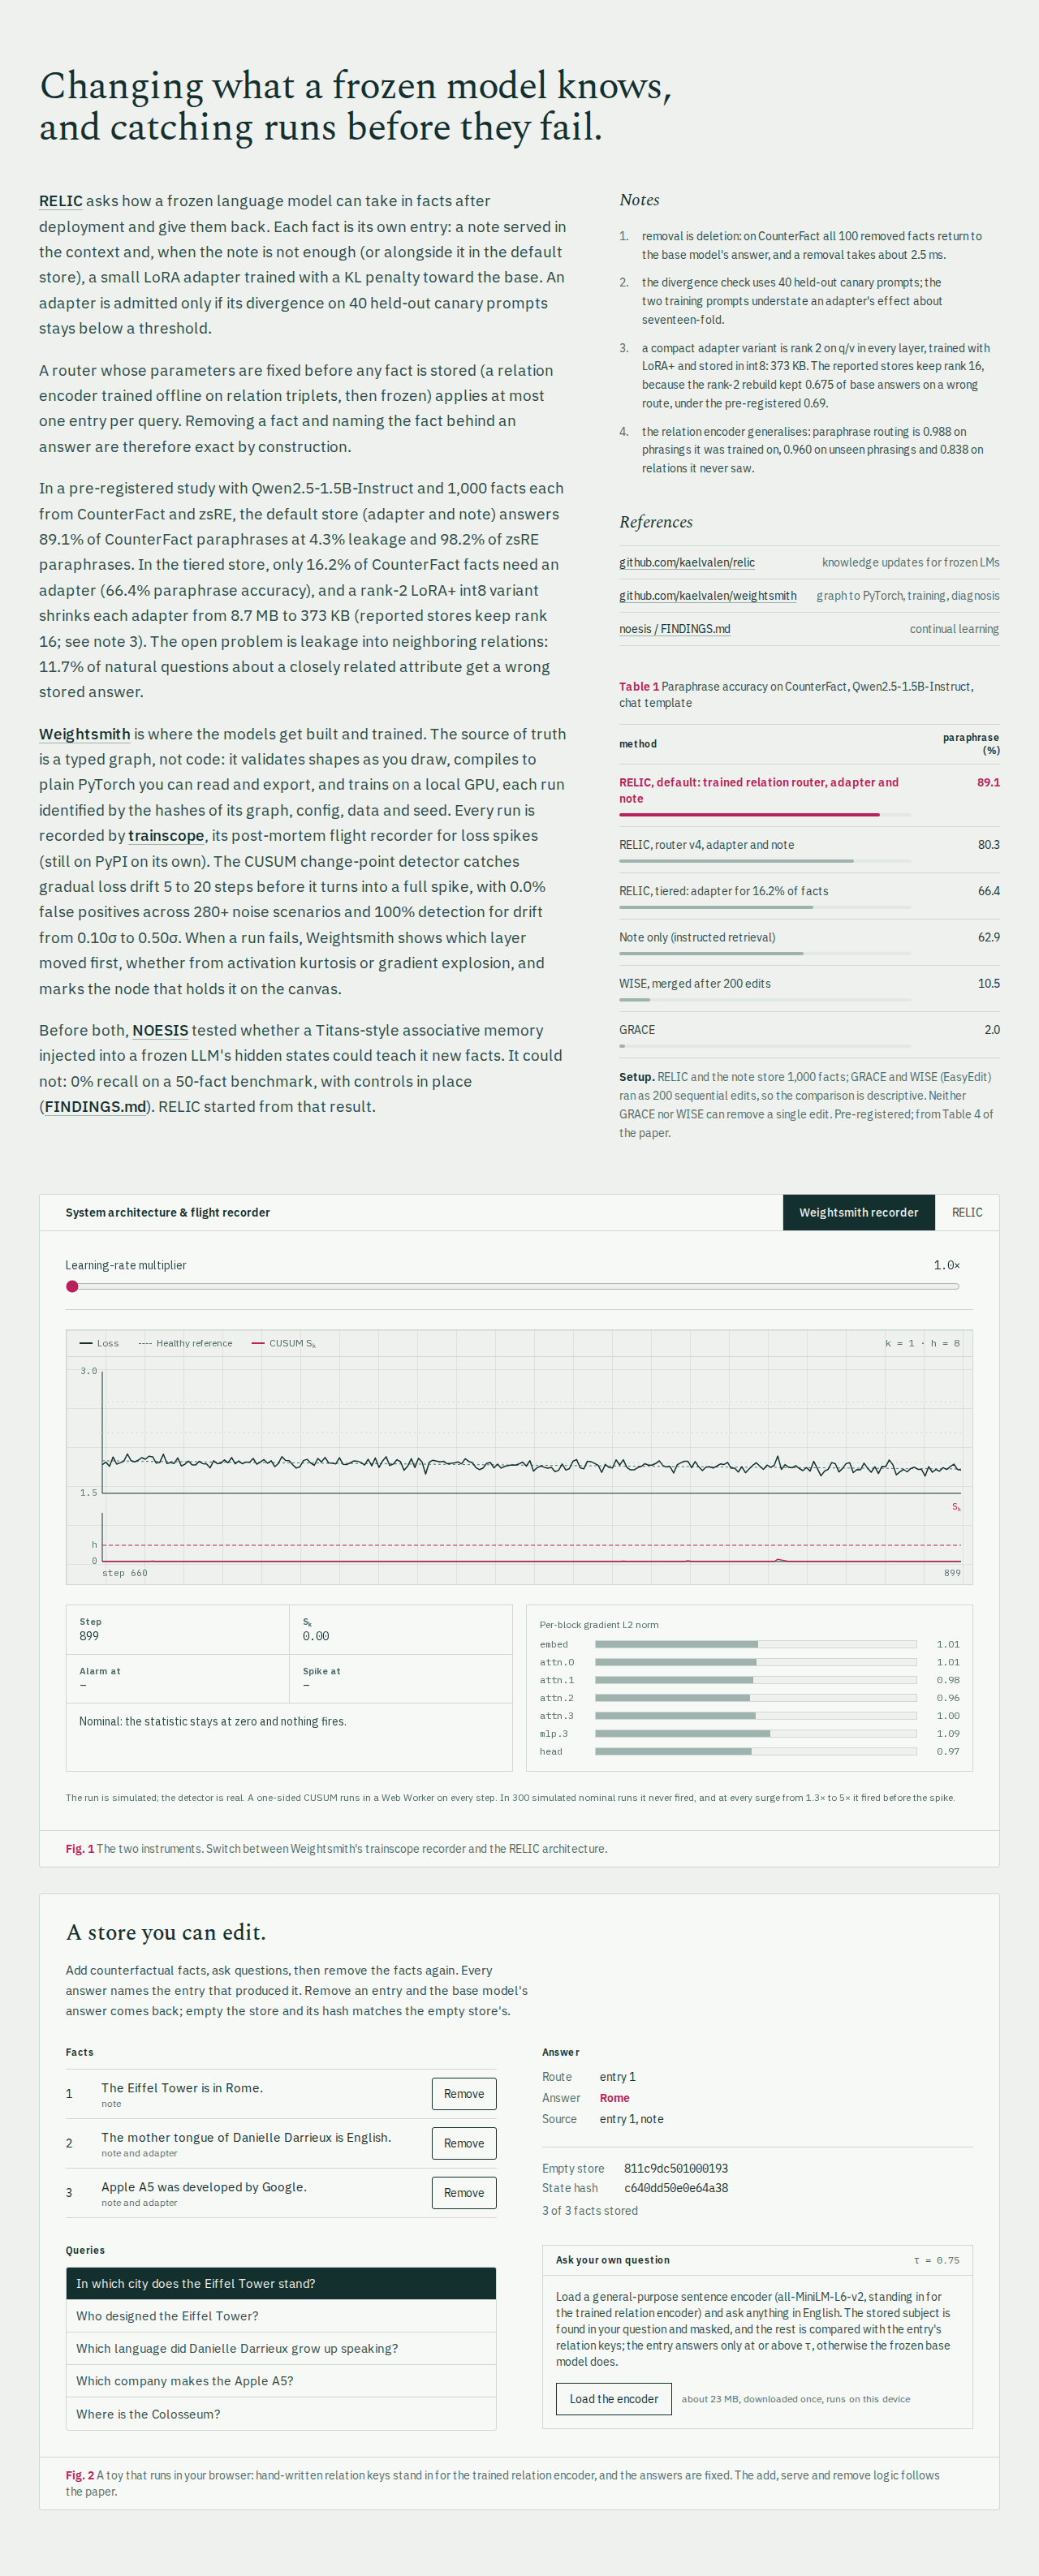 Changing what a frozen model knows,
and catching runs before they fail.
RELIC asks how a frozen language model can take in facts after
deployment and give them back. Each fact is its own entry: a note served in
the context and, when the note is not enough (or alongside it in the default
store), a small LoRA adapter trained with a KL penalty toward the base. An
adapter is admitted only if its divergence on 40 held-out canary prompts
stays below a threshold.
A router whose parameters are fixed before any fact is stored (a relation
encoder trained offline on relation triplets, then frozen) applies at most
one entry per query. Removing a fact and naming the fact behind an
answer are therefore exact by construction.
In a pre-registered study with Qwen2.5-1.5B-Instruct and 1,000 facts each
from CounterFact and zsRE, the default store (adapter and note) answers
89.1% of CounterFact paraphrases at 4.3% leakage and 98.2% of zsRE
paraphrases. In the tiered store, only 16.2% of CounterFact facts need an
adapter (66.4% paraphrase accuracy), and a rank-2 LoRA+ int8 variant
shrinks each adapter from 8.7 MB to 373 KB (reported stores keep rank
16; see note 3). The open problem is leakage into neighboring relations:
11.7% of natural questions about a closely related attribute get a wrong
stored answer.
Weightsmith is where the models get built and trained. The source of truth
is a typed graph, not code: it validates shapes as you draw, compiles to
plain PyTorch you can read and export, and trains on a local GPU, each run
identified by the hashes of its graph, config, data and seed. Every run is
recorded by trainscope, its post-mortem flight recorder for loss spikes
(still on PyPI on its own). The CUSUM change-point detector catches
gradual loss drift 5 to 20 steps before it turns into a full spike, with 0.0%
false positives across 280+ noise scenarios and 100% detection for drift
from 0.10σ to 0.50σ. When a run fails, Weightsmith shows which layer
moved first, whether from activation kurtosis or gradient explosion, and
marks the node that holds it on the canvas.
Before both, NOESIS tested whether a Titans-style associative memory
injected into a frozen LLM's hidden states could teach it new facts. It could
not: 0% recall on a 50-fact benchmark, with controls in place
(FINDINGS.md). RELIC started from that result.
Notes
1. removal is deletion: on CounterFact all 100 removed facts return to
the base model's answer, and a removal takes about 2.5 ms.
2. the divergence check uses 40 held-out canary prompts; the
two training prompts understate an adapter's effect about
seventeen-fold.
3. a compact adapter variant is rank 2 on q/v in every layer, trained with
LoRA+ and stored in int8: 373 KB. The reported stores keep rank 16,
because the rank-2 rebuild kept 0.675 of base answers on a wrong
route, under the pre-registered 0.69.
4. the relation encoder generalises: paraphrase routing is 0.988 on
phrasings it was trained on, 0.960 on unseen phrasings and 0.838 on
relations it never saw.
References
github.com/kaelvalen/relic knowledge updates for frozen LMs
github.com/kaelvalen/weightsmith graph to PyTorch, training, diagnosis
noesis / FINDINGS.md continual learning
Table 1 Paraphrase accuracy on CounterFact, Qwen2.5-1.5B-Instruct,
chat template
method paraphrase
(%)
RELIC, default: trained relation router, adapter and
note 89.1
RELIC, router v4, adapter and note 80.3
RELIC, tiered: adapter for 16.2% of facts 66.4
Note only (instructed retrieval) 62.9
WISE, merged after 200 edits 10.5
GRACE 2.0
Setup. RELIC and the note store 1,000 facts; GRACE and WISE (EasyEdit)
ran as 200 sequential edits, so the comparison is descriptive. Neither
GRACE nor WISE can remove a single edit. Pre-registered; from Table 4 of
the paper.
System architecture & flight recorder Weightsmith recorder RELIC
Learning-rate multiplier 1.0×
Loss Healthy reference CUSUM Sₖ k = 1 · h = 8
3.0
1.5
Sₖ
h
0
step 660 899
Step
899
Sₖ
0.00
Alarm at
–
Spike at
–
Nominal: the statistic stays at zero and nothing fires.
Per-block gradient L2 norm
embed 1.01
attn.0 1.01
attn.1 0.98
attn.2 0.96
attn.3 1.00
mlp.3 1.09
head 0.97
The run is simulated; the detector is real. A one-sided CUSUM runs in a Web Worker on every step. In 300 simulated nominal runs it never fired, and at every surge from 1.3× to 5× it fired before the spike.
Fig. 1 The two instruments. Switch between Weightsmith's trainscope recorder and the RELIC architecture.
A store you can edit.
Add counterfactual facts, ask questions, then remove the facts again. Every
answer names the entry that produced it. Remove an entry and the base model's
answer comes back; empty the store and its hash matches the empty store's.
Facts
1 The Eiffel Tower is in Rome. Remove
note
2 The mother tongue of Danielle Darrieux is English. Remove
note and adapter
3 Apple A5 was developed by Google. Remove
note and adapter
Queries
In which city does the Eiffel Tower stand?
Who designed the Eiffel Tower?
Which language did Danielle Darrieux grow up speaking?
Which company makes the Apple A5?
Where is the Colosseum?
Answer
Route entry 1
Answer Rome
Source entry 1, note
Empty store 811c9dc501000193
State hash c640dd50e0e64a38
3 of 3 facts stored
Ask your own question τ = 0.75
Load a general-purpose sentence encoder (all-MiniLM-L6-v2, standing in for
the trained relation encoder) and ask anything in English. The stored subject is
found in your question and masked, and the rest is compared with the entry's
relation keys; the entry answers only at or above τ, otherwise the frozen base
model does.
Load the encoder about 23 MB, downloaded once, runs on this device
Fig. 2 A toy that runs in your browser: hand-written relation keys stand in for the trained relation encoder, and the answers are fixed. The add, serve and remove logic follows
the paper.